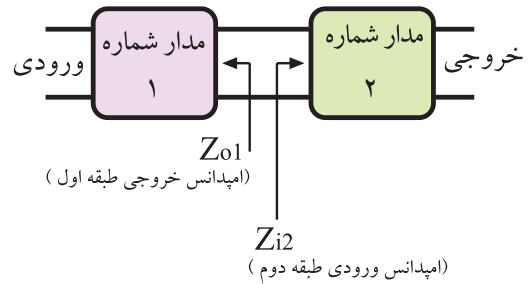 ورودی
مدار شماره
۱
مدار شماره
۲
خروجی
Zo1
(امپدانس خروجی طبقه اول )
Zi2
(امپدانس ورودی طبقه دوم )